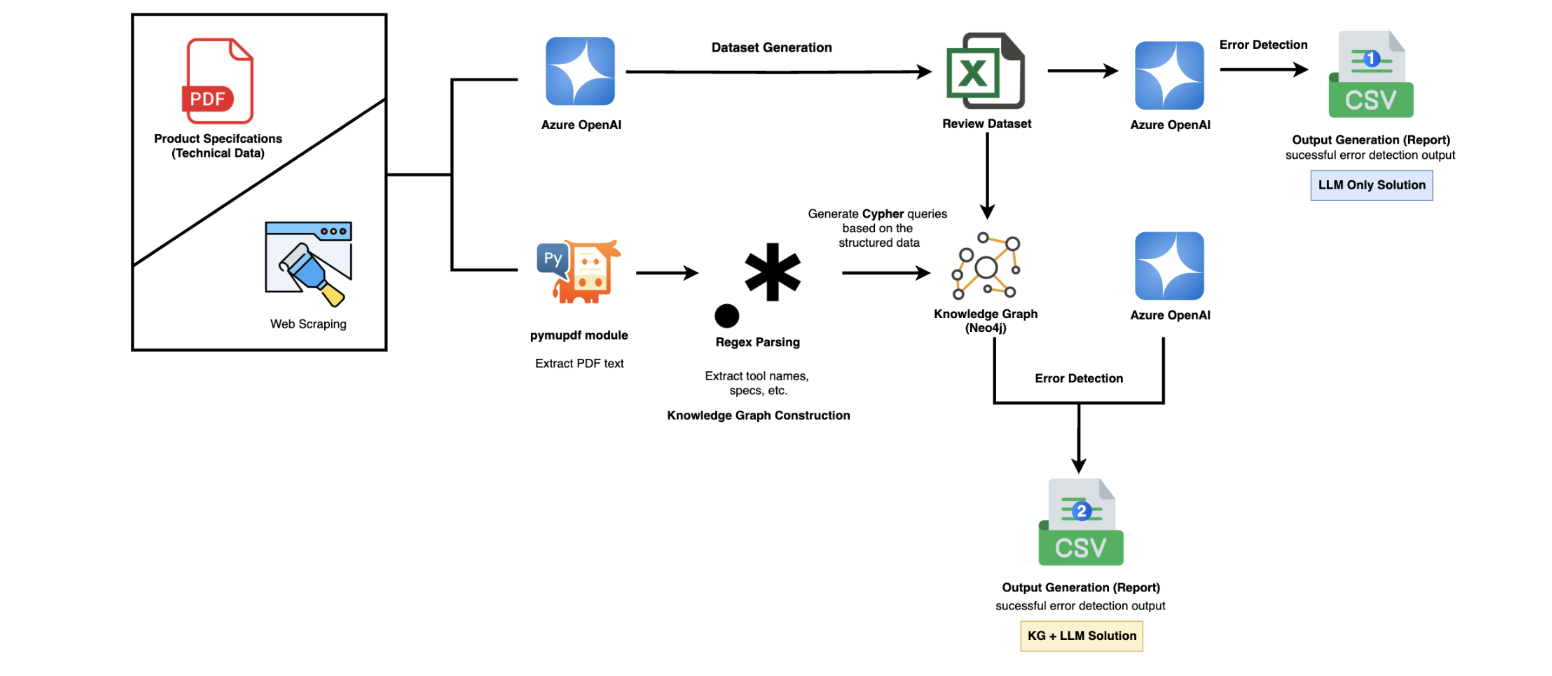 PDF
Product Specifcations
(Technical Data)
Web Scraping
Azure OpenAI
Dataset Generation
X
Review Dataset
Azure OpenAI
Error Detection
1
CSV
Output Generation (Report)
sucessful error detection output
LLM Only Solution
Py
pymupdf module
Extract PDF text
Regex Parsing
Extract tool names,
specs, etc.
Knowledge Graph Construction
Generate Cypher queries
based on the
structured data
Knowledge Graph
(Neo4j)
Azure OpenAI
Error Detection
2
CSV
Output Generation (Report)
sucessful error detection output
KG + LLM Solution